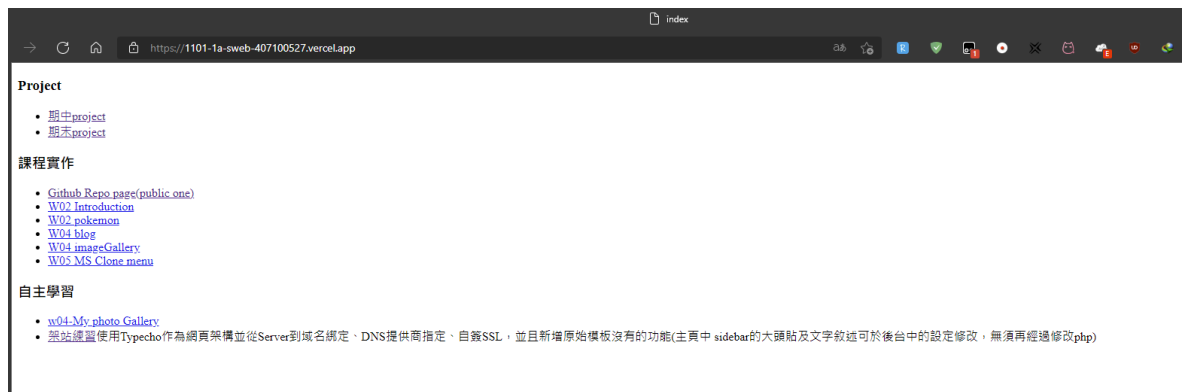 index
https://1101-1a-sweb-407100527.vercel.app
Project
期中project
期末project
課程實作
Github Repo page(public one)
W02 Introduction
W02 pokemon
W04 blog
W04 imageGallery
W05 MS Clone menu
自主學習
w04-My photo Gallery
架站練習使用Typecho作為網頁架構並從Server到域名綁定、DNS提供商指定、自簽SSL，並且新增原始模板沒有的功能(主頁中 sidebar的大頭貼及文字敘述可於後台中的設定修改，無須再經過修改php)